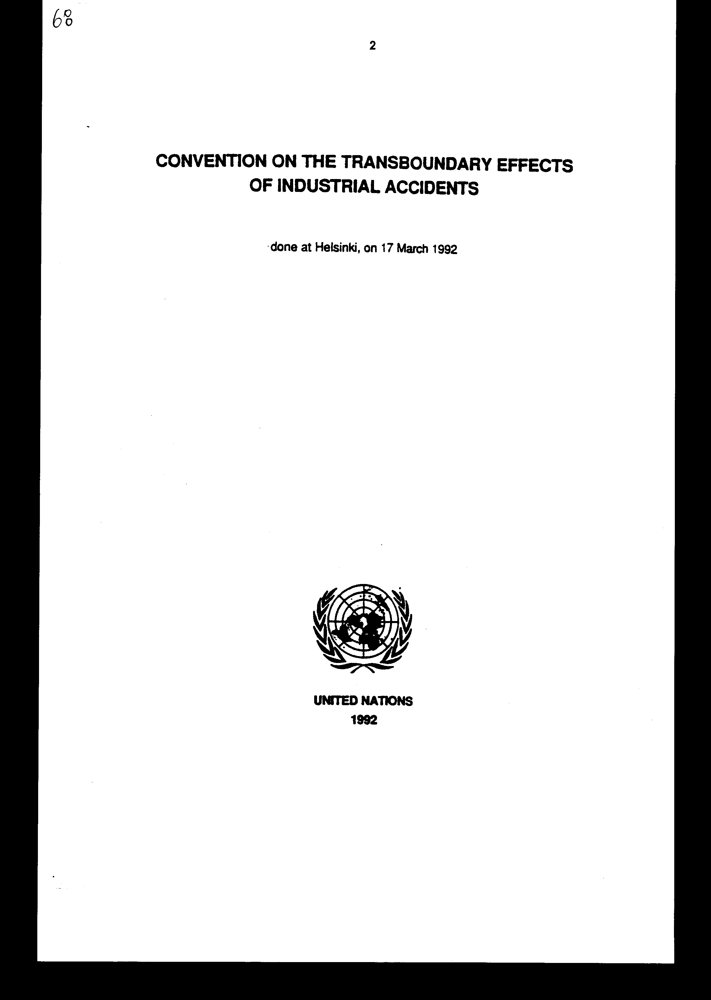 68
2
CONVENTION ON THE TRANSBOUNDARY EFFECTS
OF INDUSTRIAL ACCIDENTS
done at Helsinki, on 17 March 1992
UNITED NATIONS
1992